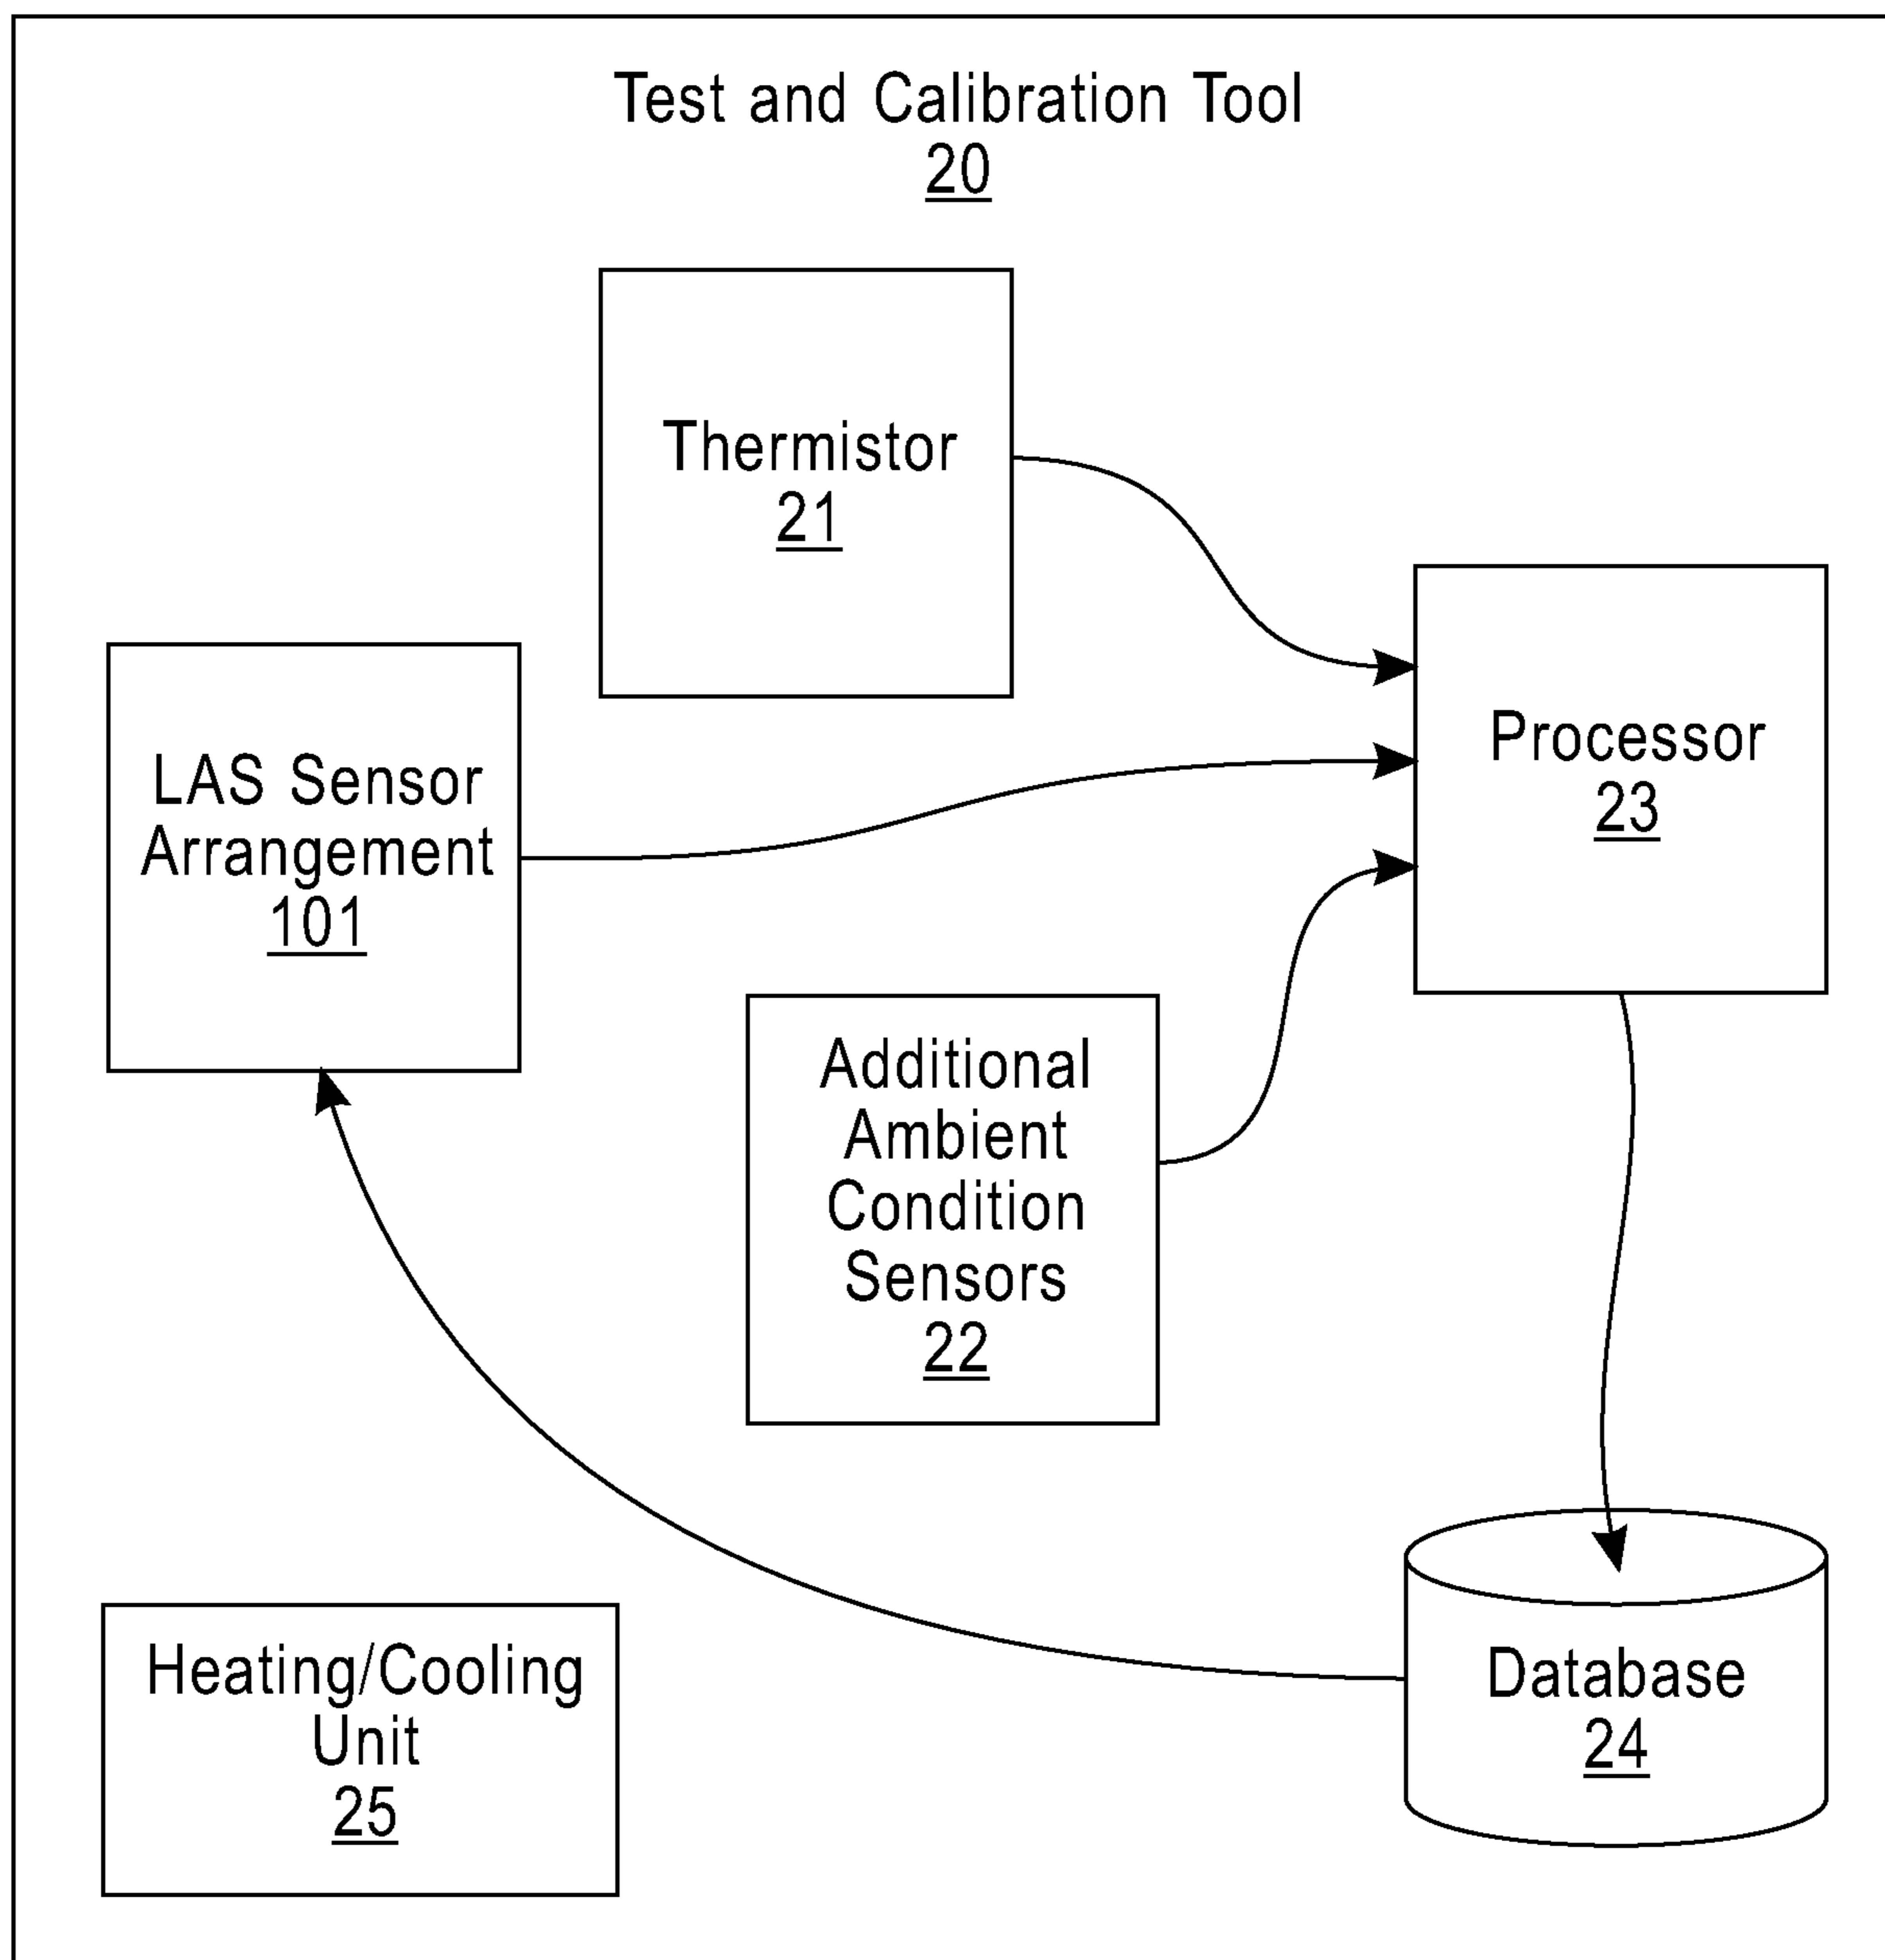 Test and Calibration Tool
20
Thermistor
21
LAS Sensor
Arrangement
101
Processor
23
Additional
Ambient
Condition
Sensors
22
Heating/Cooling
Unit
25
Database
24